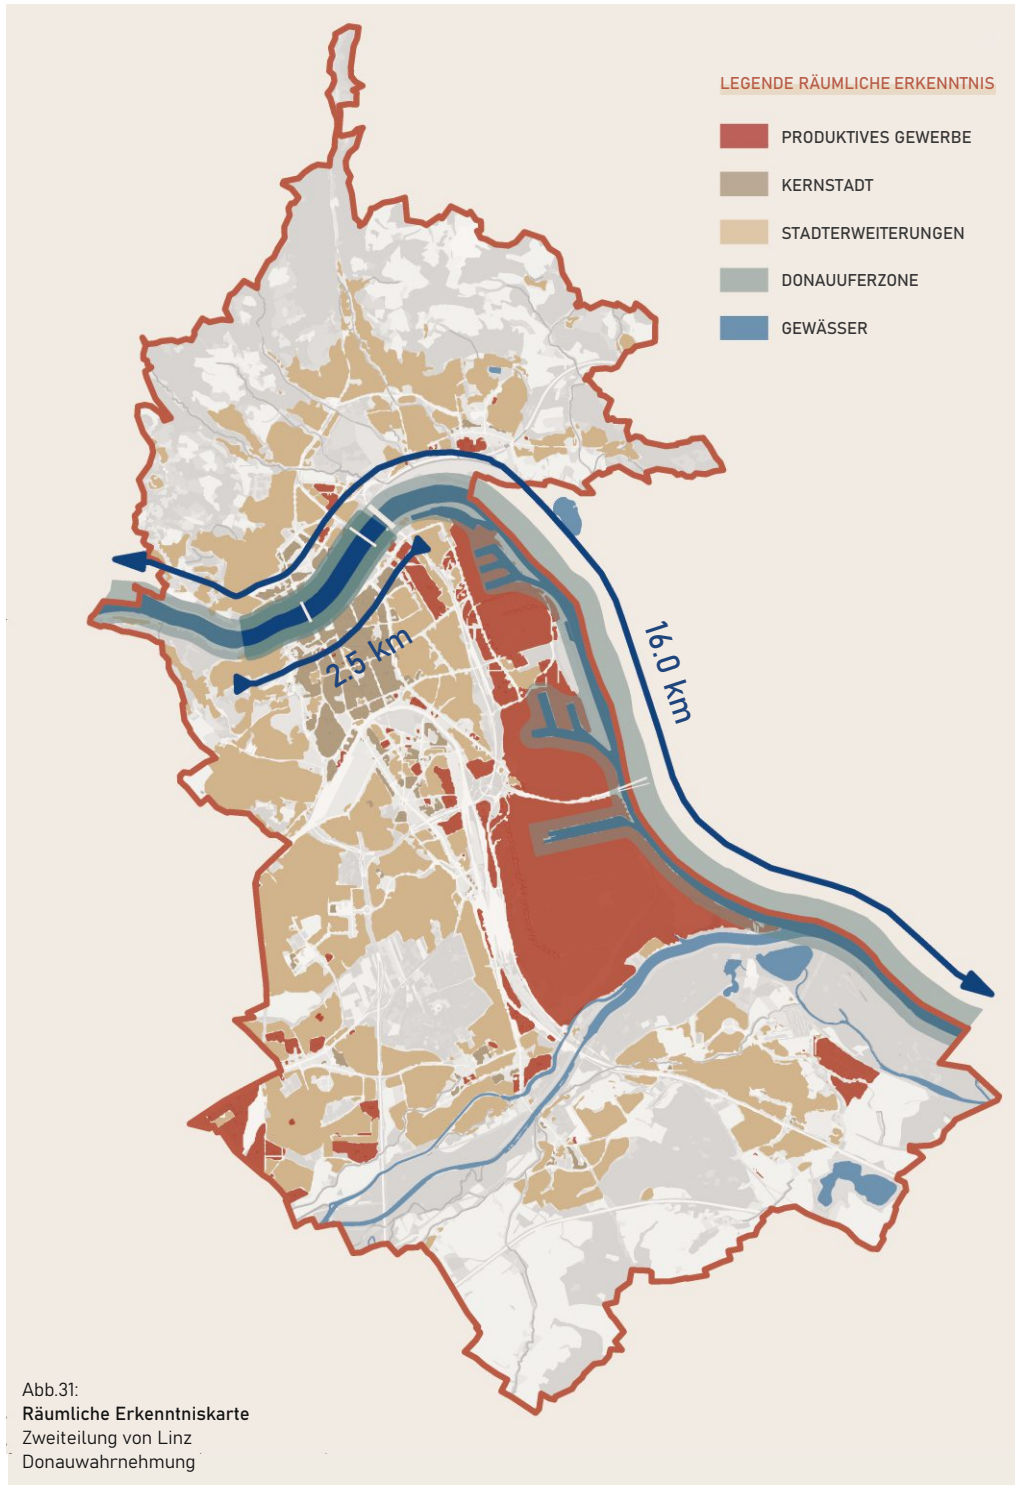 LEGENDE RÄUMLICHE ERKENNTNIS
PRODUKTIVES GEWERBE
KERNSTADT
STADTERWEITERUNGEN
DONAUUFERZONE
GEWÄSSER
2.5 km
16.0 km
Abb.31:
Räumliche Erkenntniskarte
Zweiteilung von Linz
Donauwahrnehmung